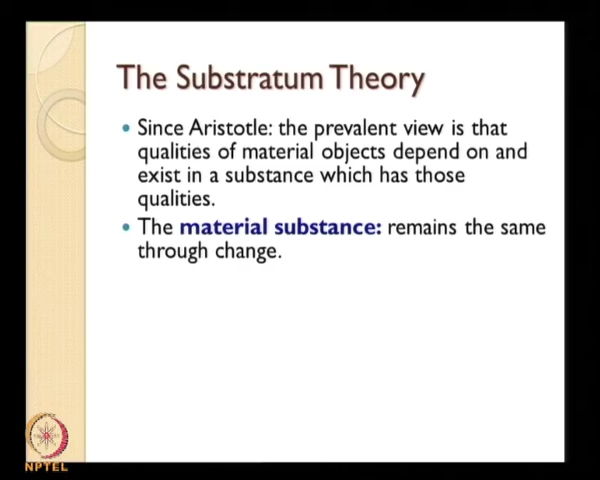 The Substratum Theory
• Since Aristotle: the prevalent view is that
qualities of material objects depend on and
exist in a substance which has those
qualities.
• The material substance: remains the same
through change.
NPTEL